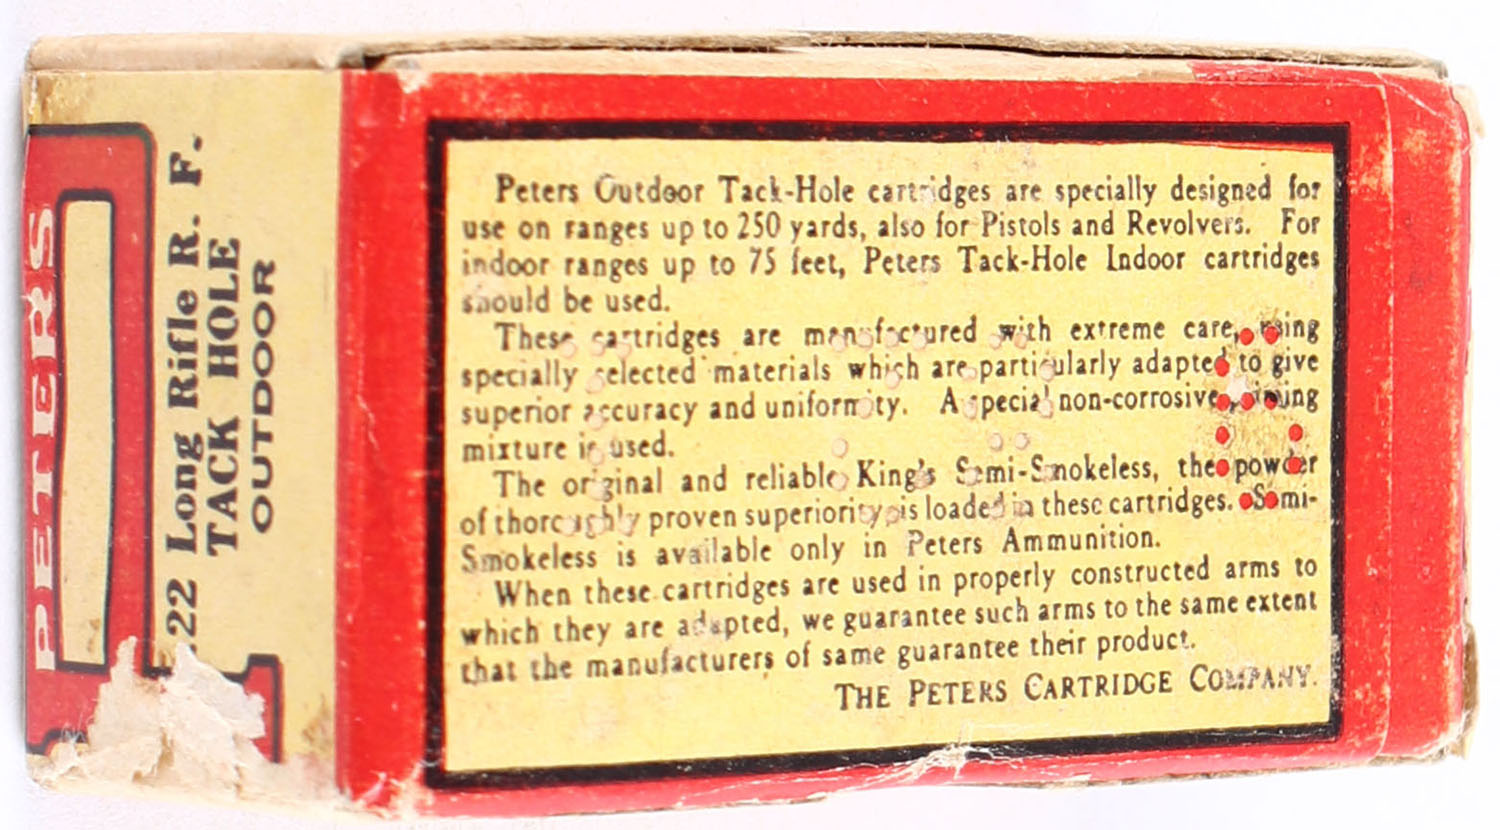 PETERS
.22 Long Rifle R. F.
TACK HOLE
OUTDOOR
Peters Outdoor Tack-Hole cartridges are specially designed for
use on ranges up to 250 yards, also for Pistols and Revolvers. For
indoor ranges up to 75 feet, Peters Tack-Hole Indoor cartridges
should be used.
These cartridges are manufactured with extreme care, using
specially selected materials which are particularly adapted to give
superior accuracy and uniformity. A special non-corrosive, priming
mixture is used.
The original and reliable King's Semi-Smokeless, the powder
of thoroughly proven superiority is loaded in these cartridges. Semi-
Smokeless is available only in Peters Ammunition.
When these cartridges are used in properly constructed arms to
which they are adapted, we guarantee such arms to the same extent
that the manufacturers of same guarantee their product.
THE PETERS CARTRIDGE COMPANY.